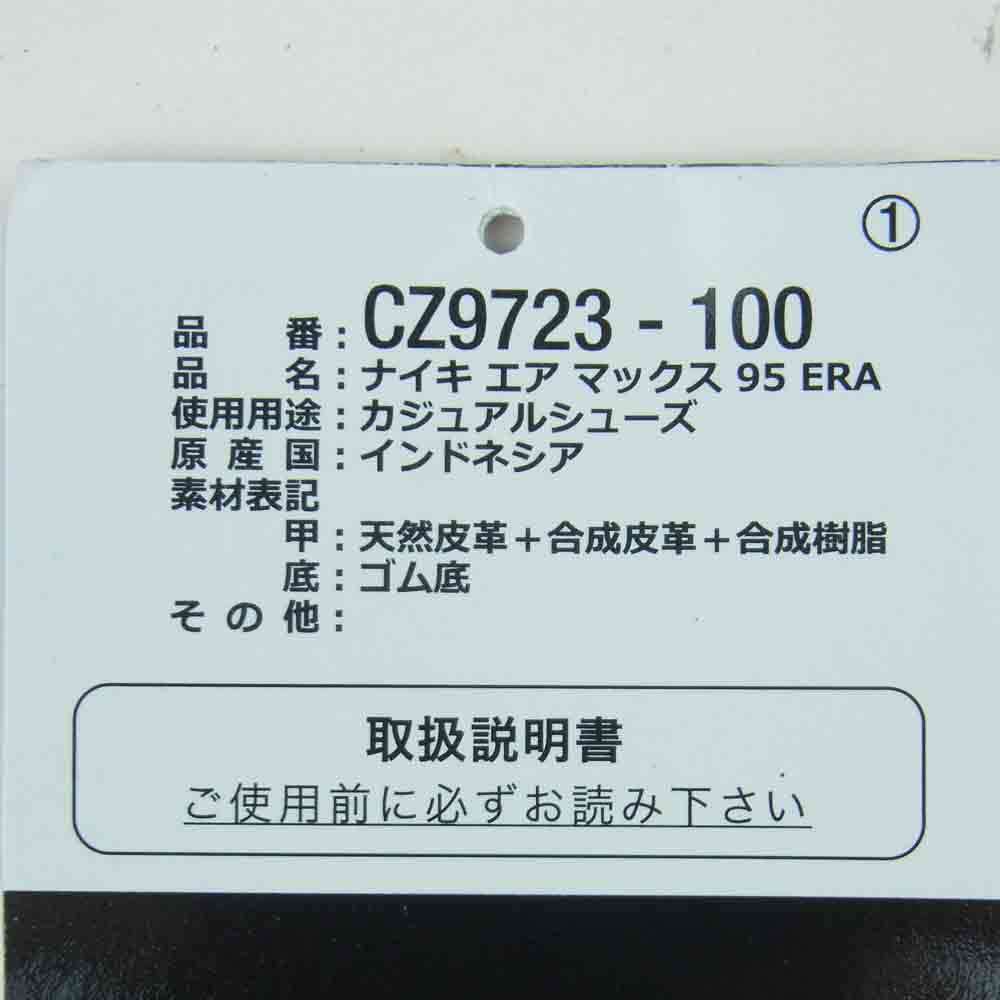 ①
品番：CZ9723 - 100
品名：ナイキ エア マックス 95 ERA
使用用途：カジュアルシューズ
原産国：インドネシア
素材表記
甲：天然皮革＋合成皮革＋合成樹脂
底：ゴム底
その他：
取扱説明書
ご使用前に必ずお読み下さい